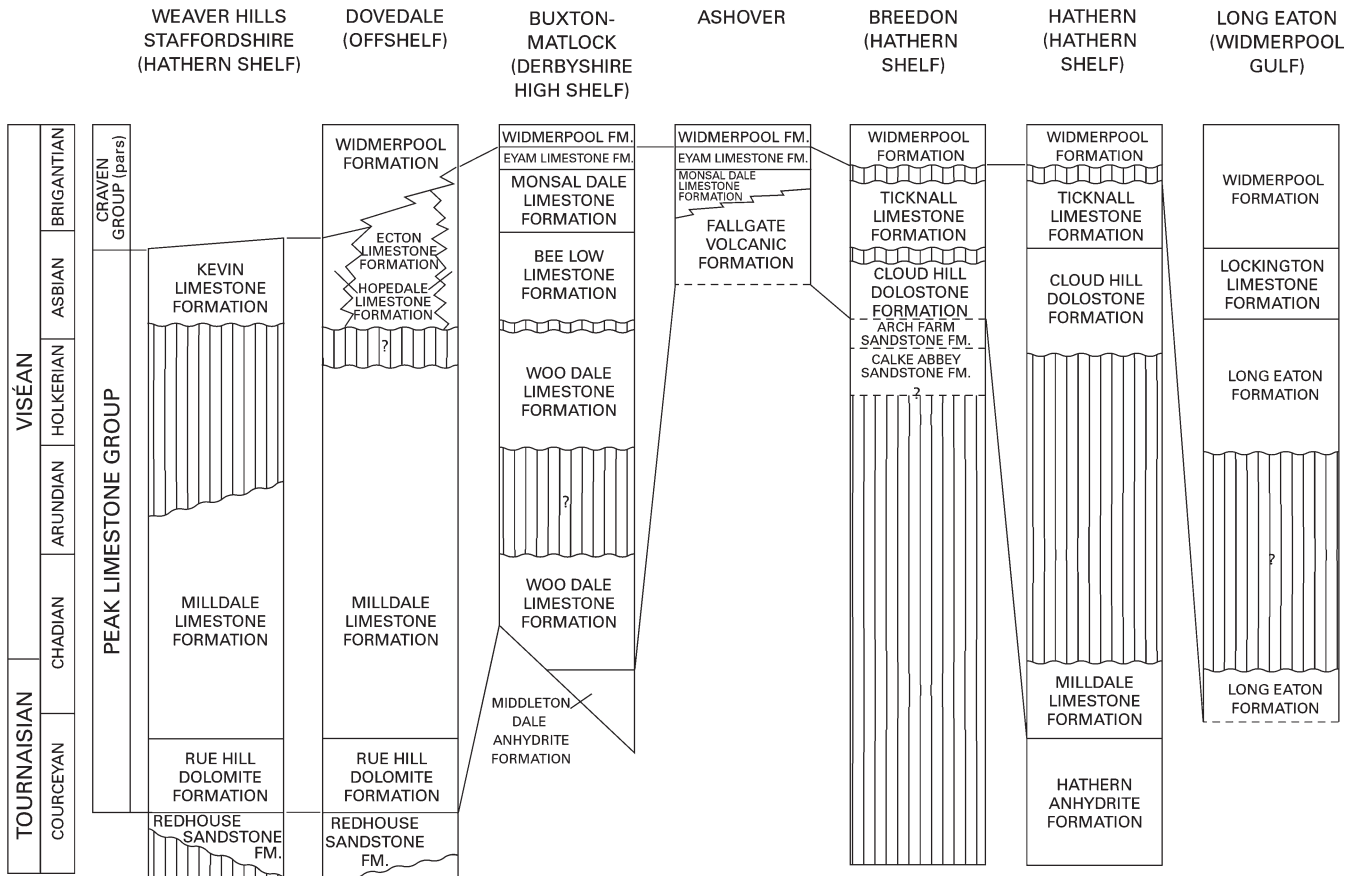 WEAVER HILLS
STAFFORDSHIRE
(HATHERN SHELF)
DOVEDALE
(OFFSHELF)
BUXTON-
MATLOCK
(DERBYSHIRE
HIGH SHELF)
ASHOVER
BREEDON
(HATHERN
SHELF)
HATHERN
(HATHERN
SHELF)
LONG EATON
(WIDMERPOOL
GULF)
VISÉAN
TOURNAISIAN
BRIGANTIAN
ASBIAN
HOLKERIAN
ARUNDIAN
CHADIAN
COURCEYAN
CRAVEN
GROUP (pars)
PEAK LIMESTONE GROUP
KEVIN
LIMESTONE
FORMATION
MILLDALE
LIMESTONE
FORMATION
RUE HILL
DOLOMITE
FORMATION
REDHOUSE
SANDSTONE
FM.
WIDMERPOOL
FORMATION
ECTON
LIMESTONE
FORMATION
HOPEDALE
LIMESTONE
FORMATION
?
MILLDALE
LIMESTONE
FORMATION
RUE HILL
DOLOMITE
FORMATION
REDHOUSE
SANDSTONE
FM.
WIDMERPOOL FM.
EYAM LIMESTONE FM.
MONSAL DALE
LIMESTONE
FORMATION
BEE LOW
LIMESTONE
FORMATION
WOO DALE
LIMESTONE
FORMATION
?
WOO DALE
LIMESTONE
FORMATION
MIDDLETON
DALE
ANHYDRITE
FORMATION
WIDMERPOOL FM.
EYAM LIMESTONE FM.
MONSAL DALE
LIMESTONE
FORMATION
FALLGATE
VOLCANIC
FORMATION
WIDMERPOOL
FORMATION
TICKNALL
LIMESTONE
FORMATION
CLOUD HILL
DOLOSTONE
FORMATION
ARCH FARM
SANDSTONE FM.
CALKE ABBEY
SANDSTONE FM.
?
WIDMERPOOL
FORMATION
TICKNALL
LIMESTONE
FORMATION
CLOUD HILL
DOLOSTONE
FORMATION
MILLDALE
LIMESTONE
FORMATION
HATHERN
ANHYDRITE
FORMATION
WIDMERPOOL
FORMATION
LOCKINGTON
LIMESTONE
FORMATION
LONG EATON
FORMATION
?
LONG EATON
FORMATION